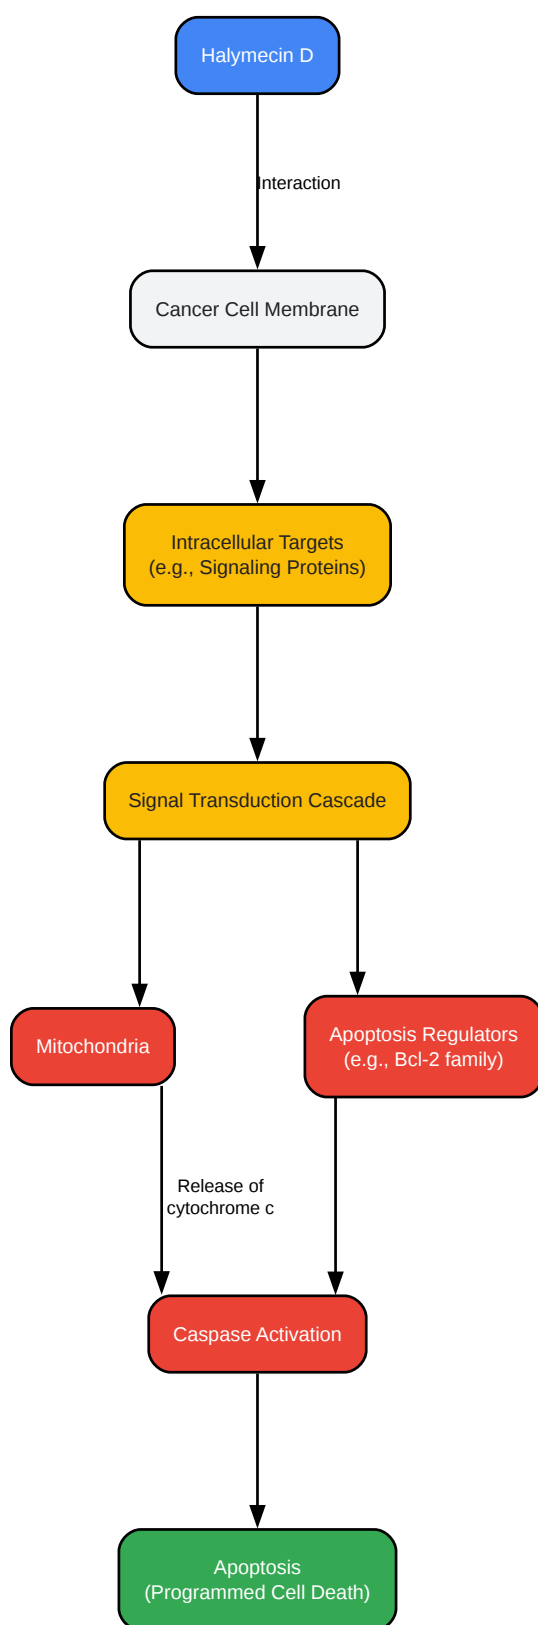 Halymecin D
Interaction
Cancer Cell Membrane
Intracellular Targets
(e.g., Signaling Proteins)
Signal Transduction Cascade
Mitochondria
Apoptosis Regulators
(e.g., Bcl-2 family)
Release of
cytochrome c
Caspase Activation
Apoptosis
(Programmed Cell Death)